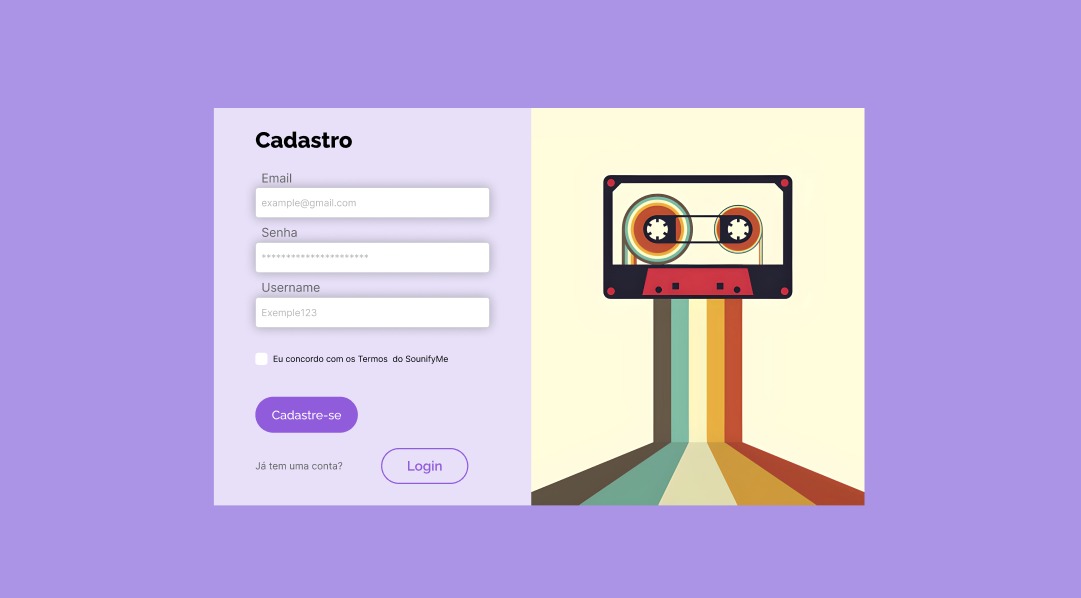 Cadastro
Email
example@gmail.com
Senha
**********************
Username
Exemple123
Eu concordo com os Termos  do SounifyMe
Cadastre-se
Já tem uma conta?
Login